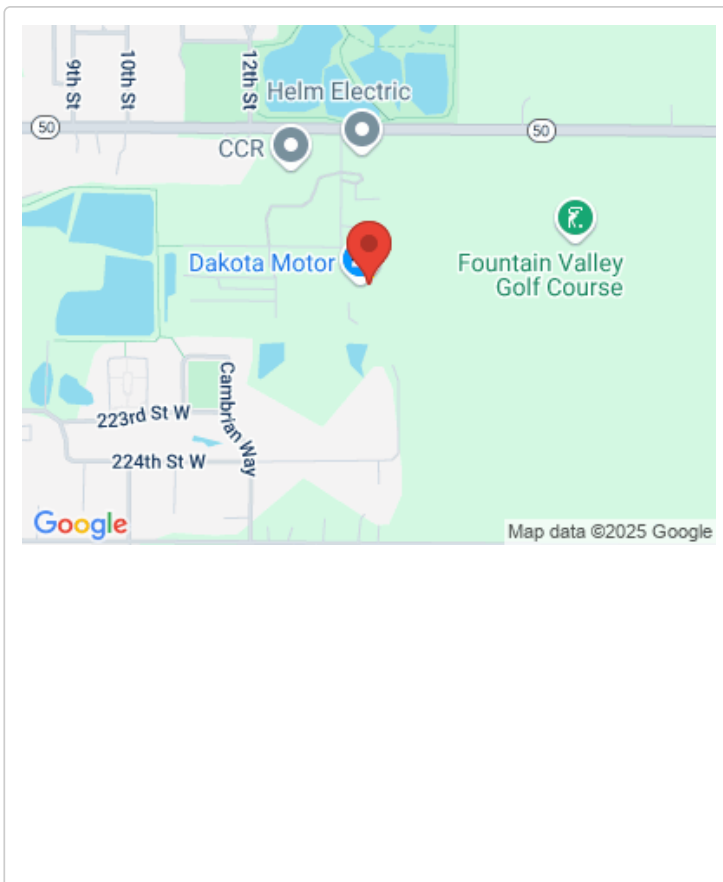 9th St
10th St
12th St
Helm Electric
50
50
CCR
Dakota Motor
Fountain Valley
Golf Course
Cambrian Way
223rd St W
224th St W
Google
Map data ©2025 Google